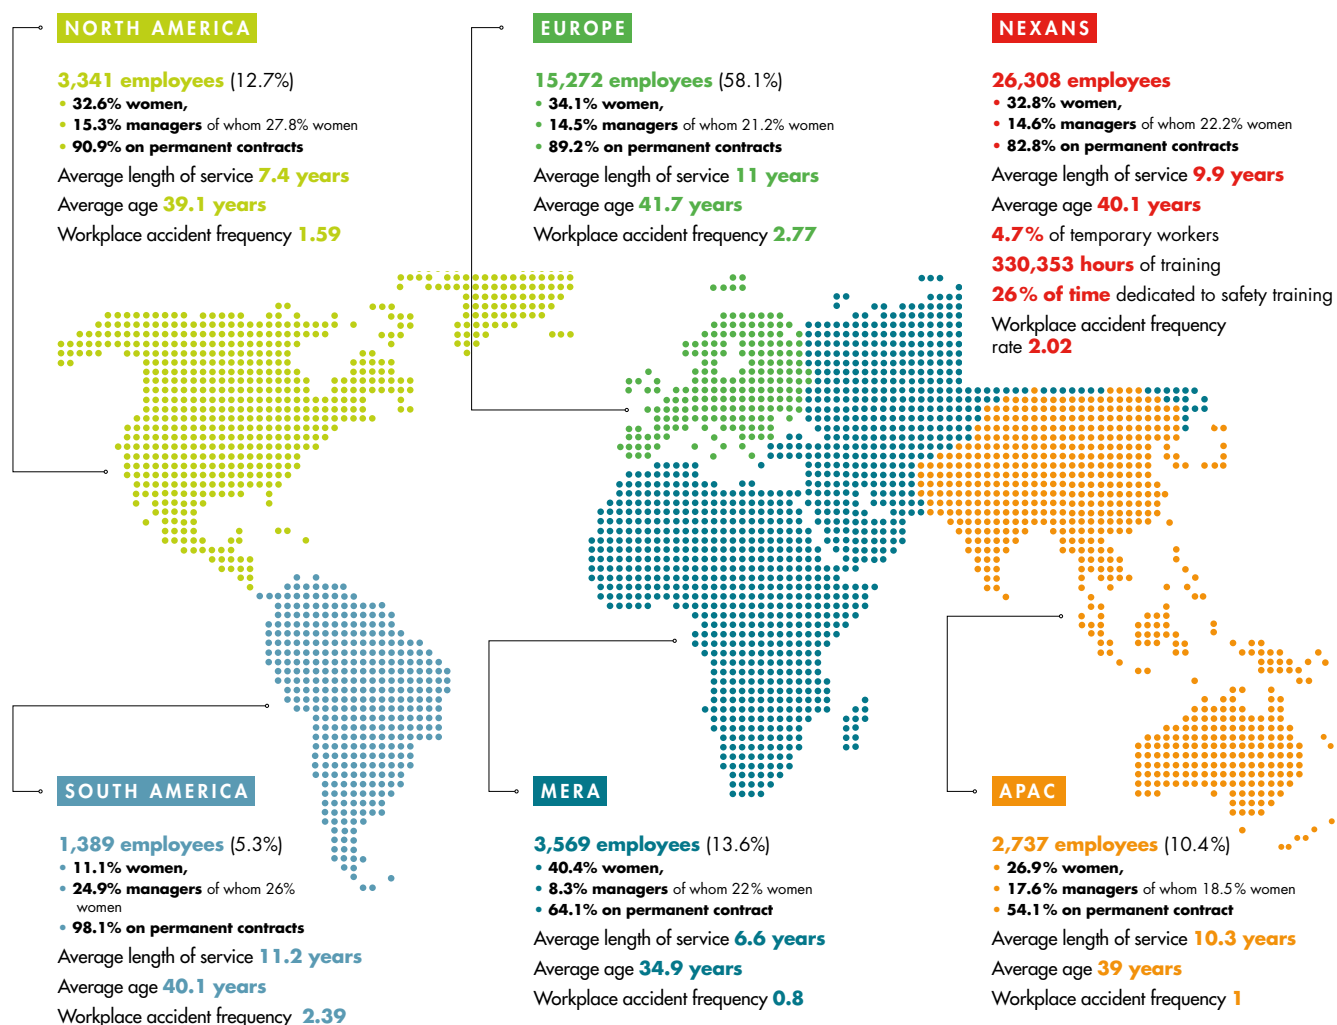 NORTH AMERICA
3,341 employees (12.7%)
• 32.6% women,
• 15.3% managers of whom 27.8% women
• 90.9% on permanent contracts
Average length of service 7.4 years
Average age 39.1 years
Workplace accident frequency 1.59
EUROPE
15,272 employees (58.1%)
• 34.1% women,
• 14.5% managers of whom 21.2% women
• 89.2% on permanent contracts
Average length of service 11 years
Average age 41.7 years
Workplace accident frequency 2.77
NEXANS
26,308 employees
• 32.8% women,
• 14.6% managers of whom 22.2% women
• 82.8% on permanent contracts
Average length of service 9.9 years
Average age 40.1 years
4.7% of temporary workers
330,353 hours of training
26% of time dedicated to safety training
Workplace accident frequency
rate 2.02
SOUTH AMERICA
1,389 employees (5.3%)
• 11.1% women,
• 24.9% managers of whom 26%
women
• 98.1% on permanent contracts
Average length of service 11.2 years
Average age 40.1 years
Workplace accident frequency 2.39
MERA
3,569 employees (13.6%)
• 40.4% women,
• 8.3% managers of whom 22% women
• 64.1% on permanent contract
Average length of service 6.6 years
Average age 34.9 years
Workplace accident frequency 0.8
APAC
2,737 employees (10.4%)
• 26.9% women,
• 17.6% managers of whom 18.5% women
• 54.1% on permanent contract
Average length of service 10.3 years
Average age 39 years
Workplace accident frequency 1